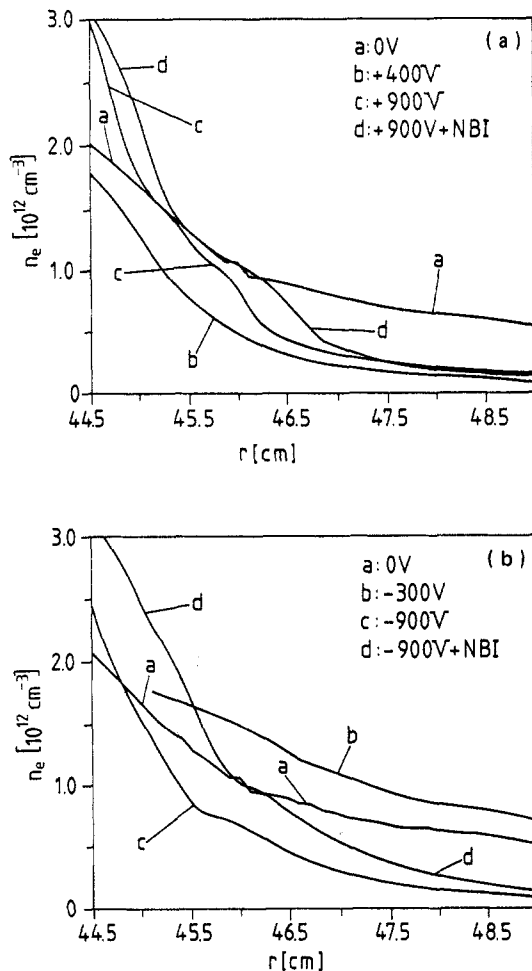 (a)
a:0V
b:+400V
c:+900V
d:+900V+NBI
3.0
2.0
1.0
0
n_e [10^12 cm^-3]
d
c
a
a
c
d
b
44.5 45.5 46.5 47.5 48.5
r[cm]
(b)
a:0V
b:-300V
c:-900V
d:-900V+NBI
3.0
2.0
1.0
0
n_e [10^12 cm^-3]
d
a
b
a
c
d
44.5 45.5 46.5 47.5 48.5
r[cm]